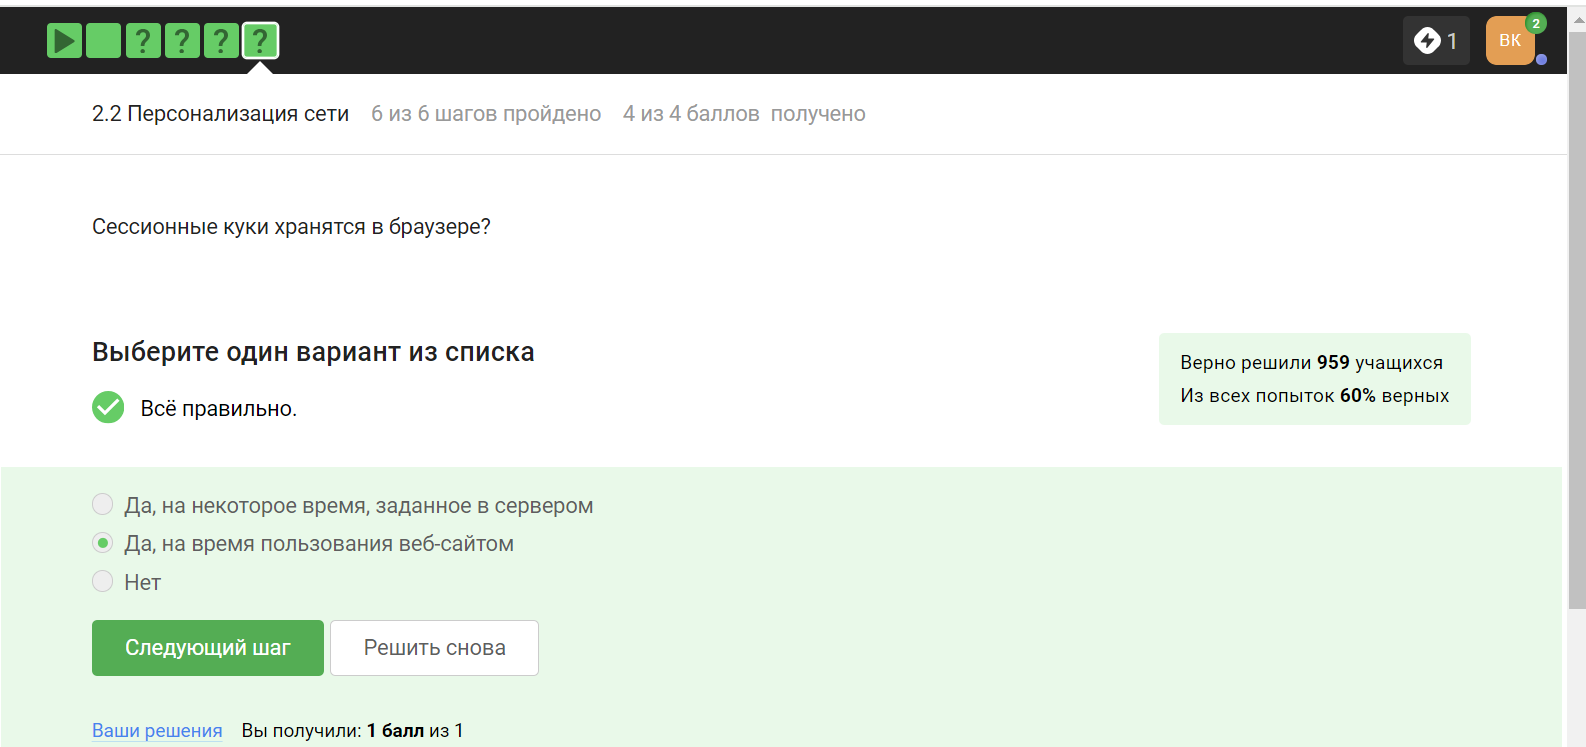 ? ? ? ?
1
ВК
2
2.2 Персонализация сети 6 из 6 шагов пройдено 4 из 4 баллов получено
Сессионные куки хранятся в браузере?
Выберите один вариант из списка
Всё правильно.
Верно решили 959 учащихся
Из всех попыток 60% верных
Да, на некоторое время, заданное в сервером
Да, на время пользования веб-сайтом
Нет
Следующий шаг
Решить снова
Ваши решения Вы получили: 1 балл из 1